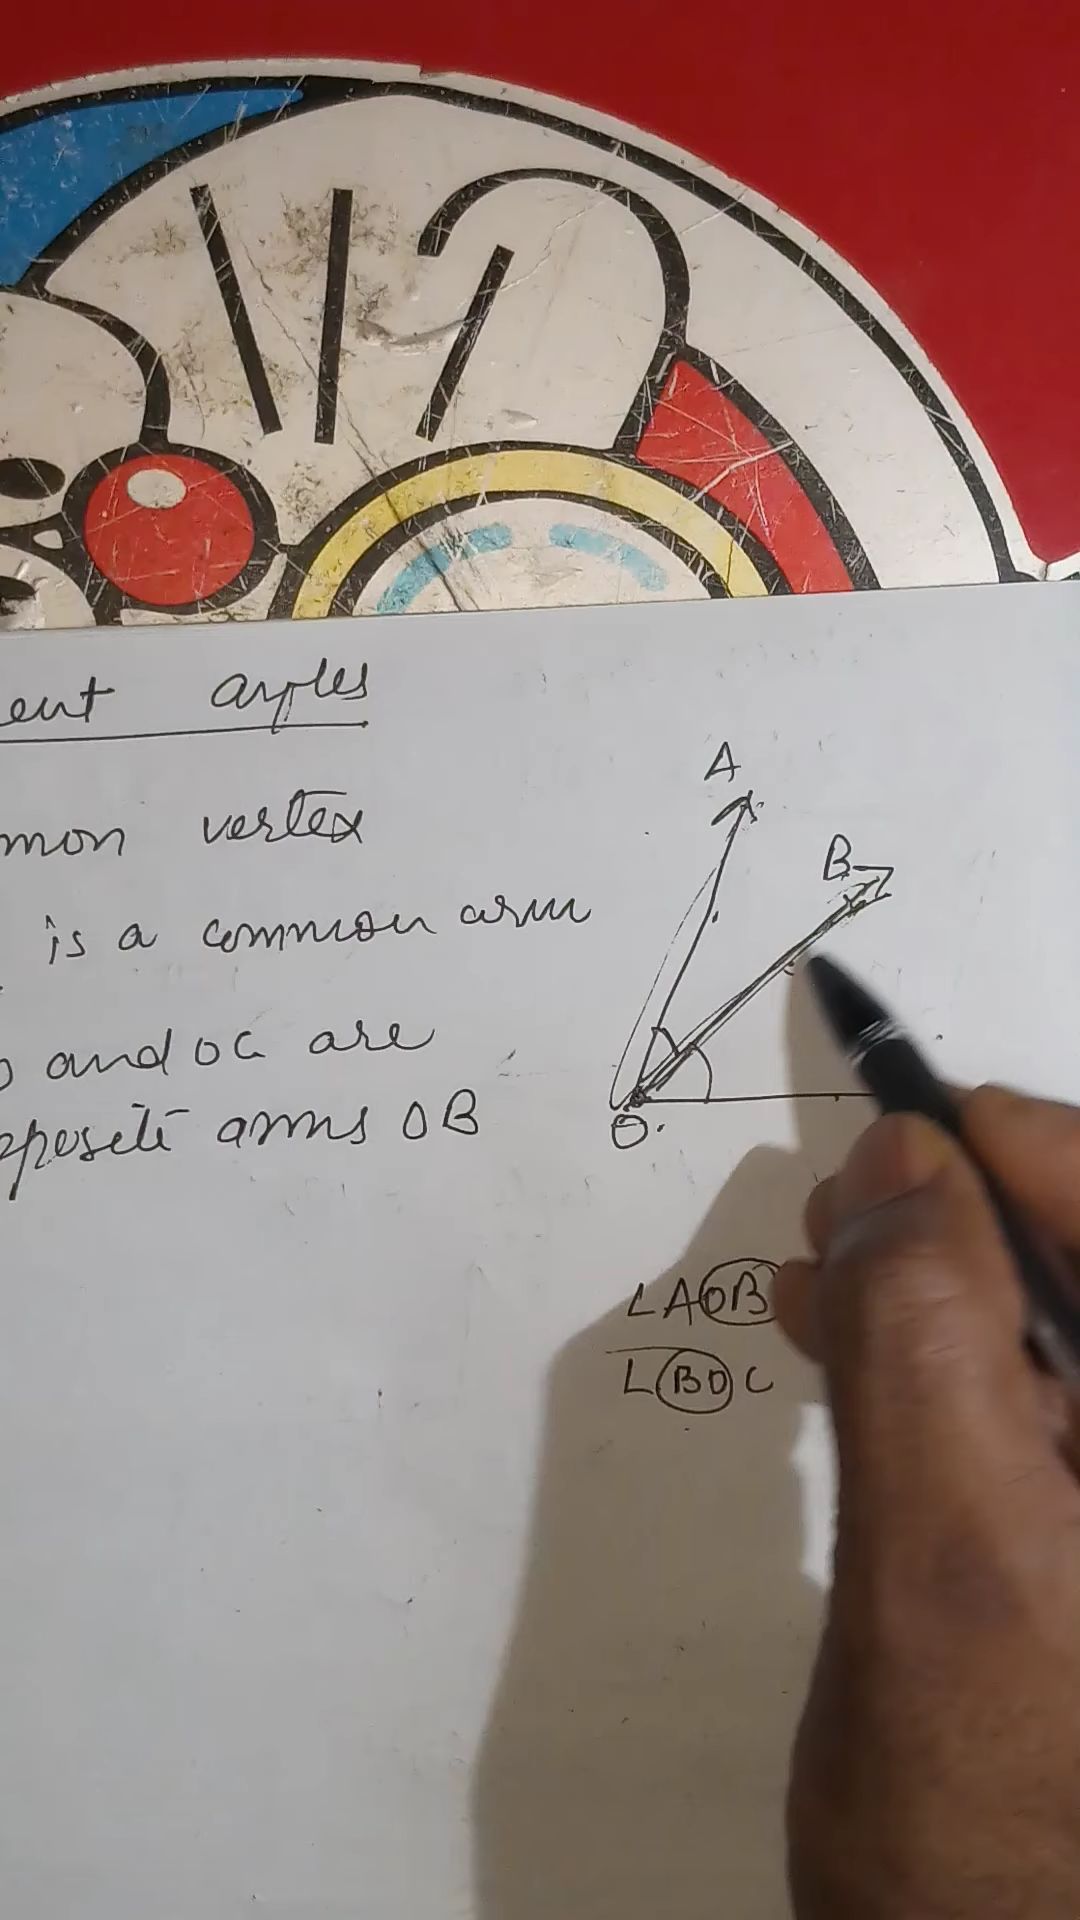 ent angles
mon vertex
is a common arm
and OC are
pposite arms OB
A
B
O
∠AOB
∠BOC